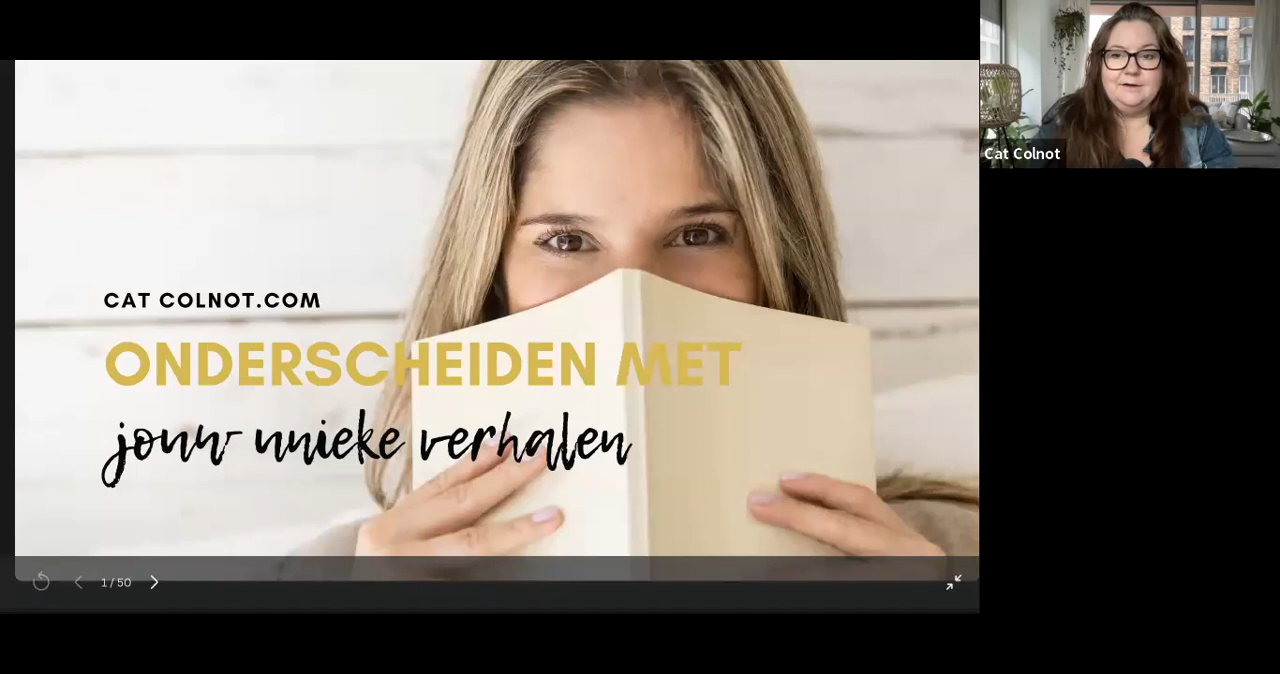 CAT COLNOT.COM
ONDERSCHEIDEN MET
jouw unieke verhalen
1 / 50
Cat Colnot